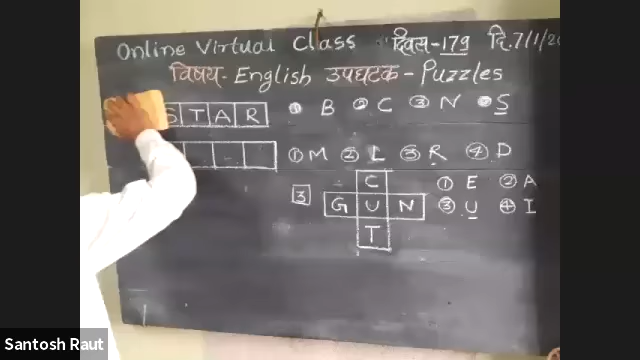 Online Virtual Class दिवस-179 दि.7/1/20
विषय- English उपघटक - Puzzles
S T A R ① B ② C ③ N ④ S
① M ② L ③ R ④ D
3 C ① E ② A
G U N ③ U ④ I
T
Santosh Raut